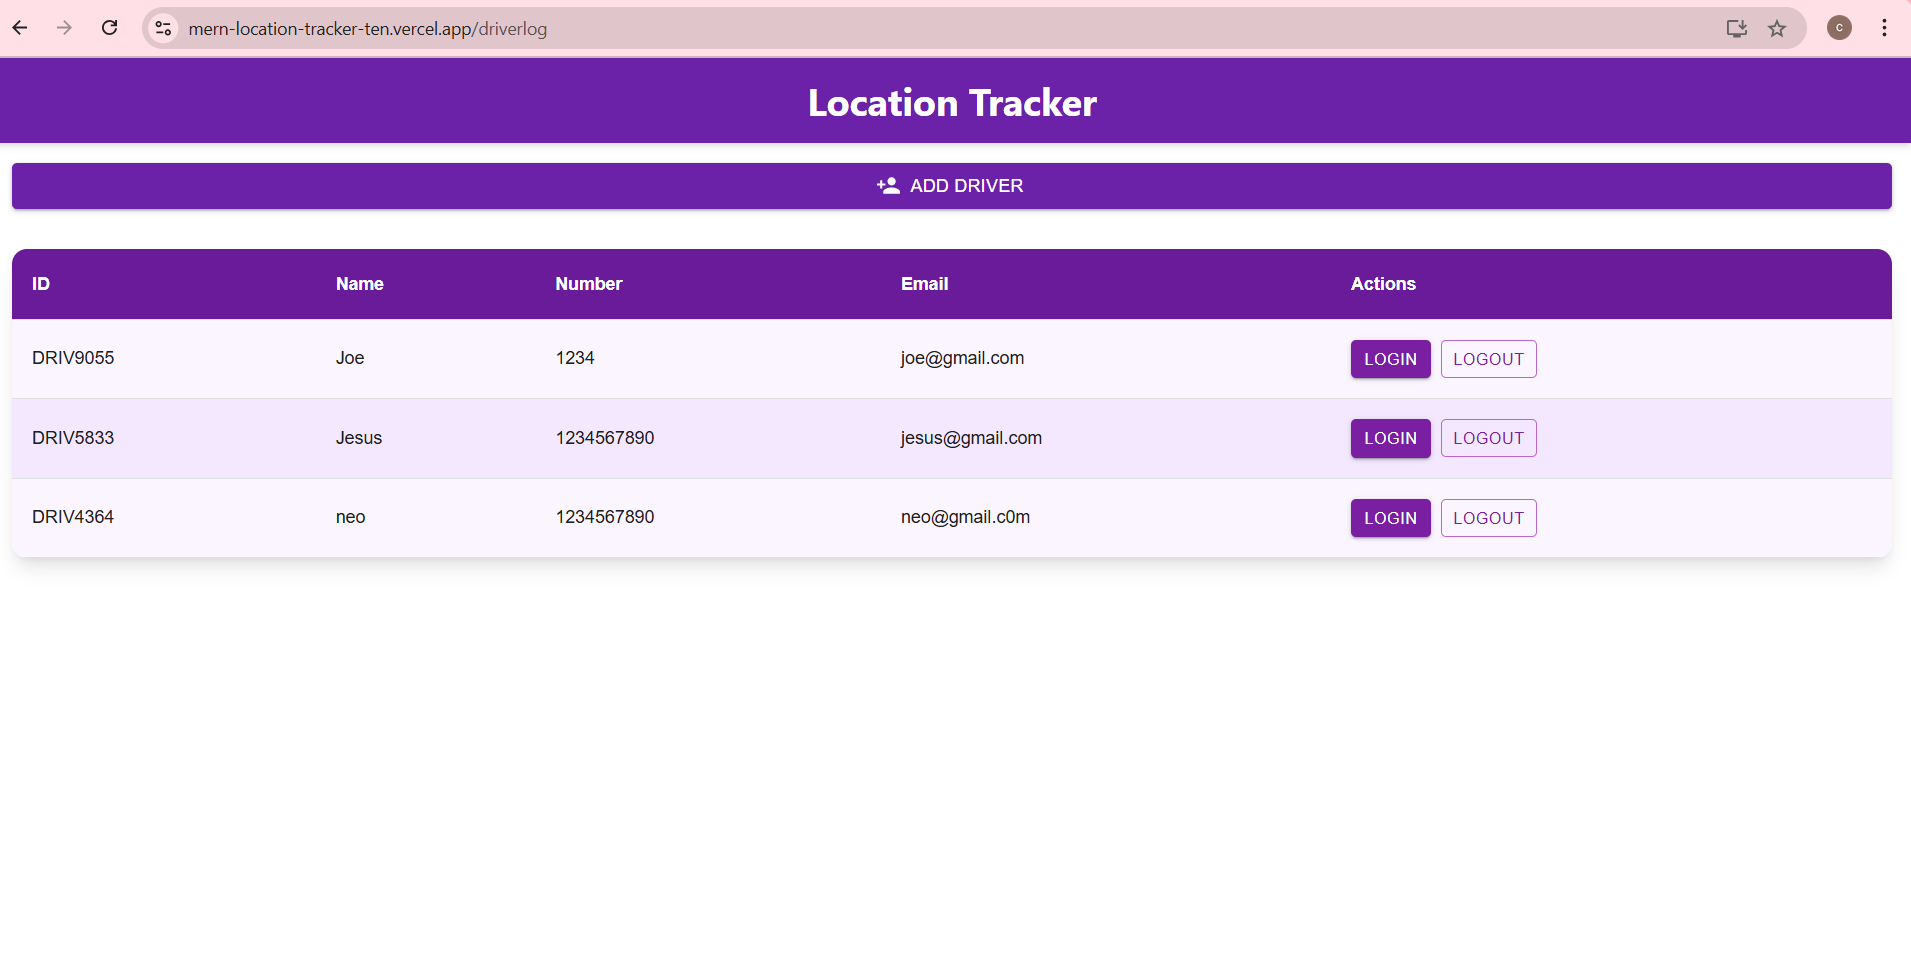 mern-location-tracker-ten.vercel.app/driverlog
c
Location Tracker
ADD DRIVER
ID Name Number Email Actions
DRIV9055 Joe 1234 joe@gmail.com LOGIN LOGOUT
DRIV5833 Jesus 1234567890 jesus@gmail.com LOGIN LOGOUT
DRIV4364 neo 1234567890 neo@gmail.c0m LOGIN LOGOUT